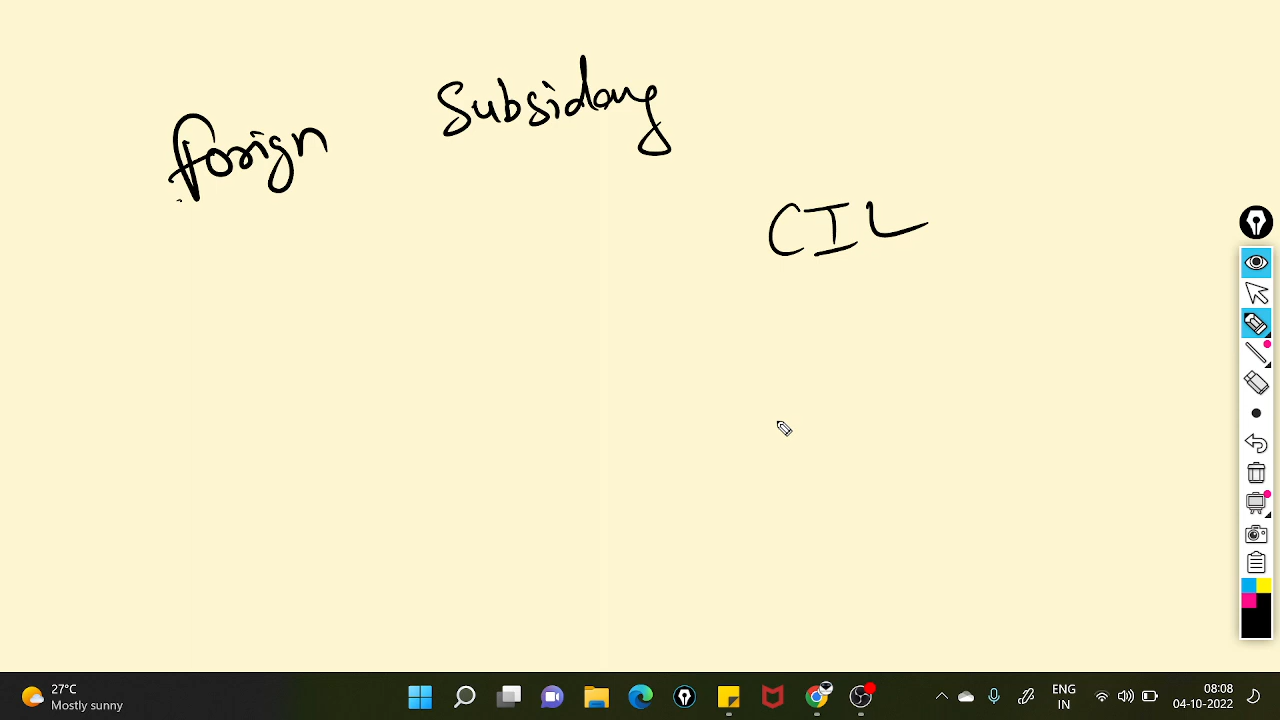 forign Subsidary
CIL
27°C
Mostly sunny
ENG
IN
08:08
04-10-2022